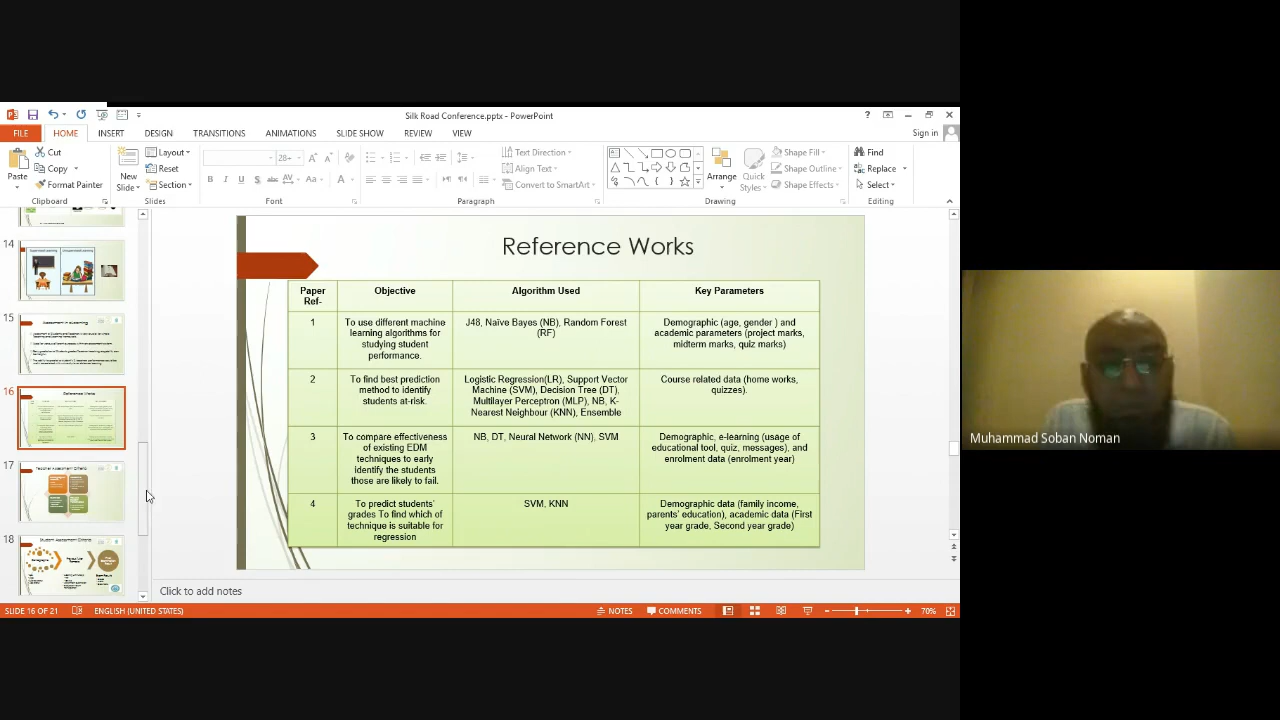 Silk Road Conference.pptx - PowerPoint
Sign in
FILE HOME INSERT DESIGN TRANSITIONS ANIMATIONS SLIDE SHOW REVIEW VIEW
Paste
Cut
Copy
Format Painter
Clipboard
New
Slide
Layout
Reset
Section
Slides
28+
Font
Text Direction
Align Text
Convert to SmartArt
Paragraph
Arrange
Quick
Styles
Shape Fill
Shape Outline
Shape Effects
Drawing
Find
Replace
Select
Editing
14
15
16
17
18
Reference Works
Paper
Ref-
Objective
Algorithm Used
Key Parameters
1
To use different machine
learning algorithms for
studying student
performance.
J48, Naïve Bayes (NB), Random Forest
(RF)
Demographic (age, gender ) and
academic parameters (project marks,
midterm marks, quiz marks)
2
To find best prediction
method to identify
students at-risk.
Logistic Regression(LR), Support Vector
Machine (SVM), Decision Tree (DT),
Multilayer Perceptron (MLP), NB, K-
Nearest Neighbour (KNN), Ensemble
Course related data (home works,
quizzes).
3
To compare effectiveness
of existing EDM
techniques to early
identify the students
those are likely to fail.
NB, DT, Neural Network (NN), SVM
Demographic, e-learning (usage of
educational tool, quiz, messages), and
enrolment data (enrolment year)
4
To predict students'
grades To find which of
technique is suitable for
regression
SVM, KNN
Demographic data (family income,
parents' education), academic data (First
year grade, Second year grade)
Click to add notes
SLIDE 16 OF 21 ENGLISH (UNITED STATES) NOTES COMMENTS 70%
Muhammad Soban Noman